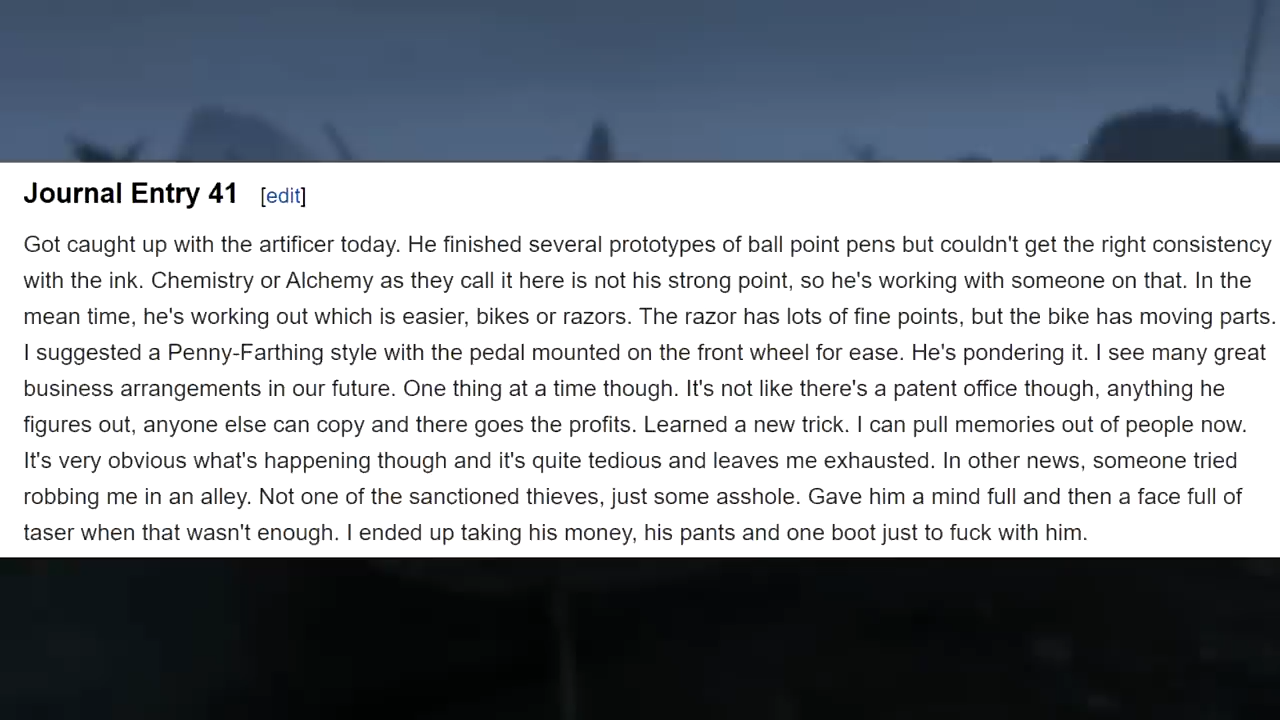 Journal Entry 41 [edit]
Got caught up with the artificer today. He finished several prototypes of ball point pens but couldn't get the right consistency
with the ink. Chemistry or Alchemy as they call it here is not his strong point, so he's working with someone on that. In the
mean time, he's working out which is easier, bikes or razors. The razor has lots of fine points, but the bike has moving parts.
I suggested a Penny-Farthing style with the pedal mounted on the front wheel for ease. He's pondering it. I see many great
business arrangements in our future. One thing at a time though. It's not like there's a patent office though, anything he
figures out, anyone else can copy and there goes the profits. Learned a new trick. I can pull memories out of people now.
It's very obvious what's happening though and it's quite tedious and leaves me exhausted. In other news, someone tried
robbing me in an alley. Not one of the sanctioned thieves, just some asshole. Gave him a mind full and then a face full of
taser when that wasn't enough. I ended up taking his money, his pants and one boot just to fuck with him.